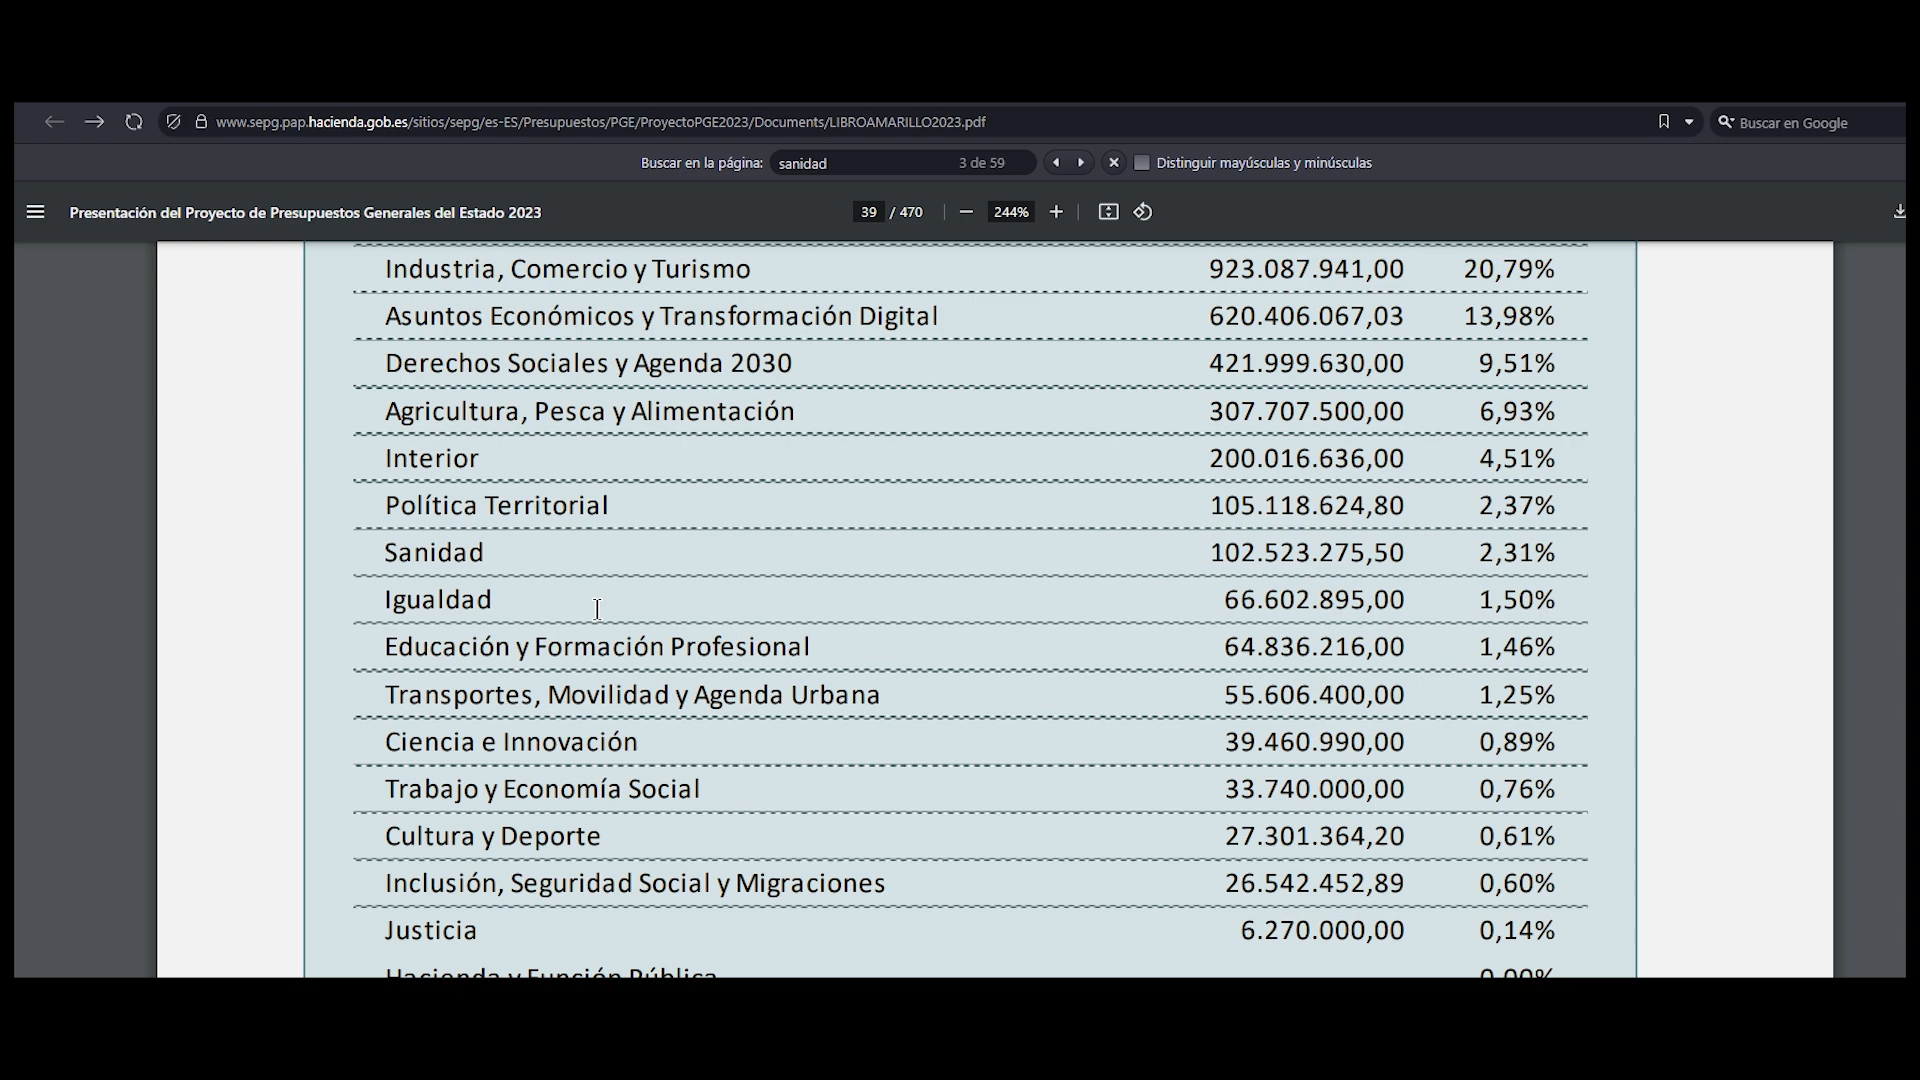 www.sepg.pap.hacienda.gob.es/sitios/sepg/es-ES/Presupuestos/PGE/ProyectoPGE2023/Documents/LIBROAMARILLO2023.pdf Buscar en Google
Buscar en la página: sanidad 3 de 59 Distinguir mayúsculas y minúsculas
Presentación del Proyecto de Presupuestos Generales del Estado 2023 39 / 470 244%
Industria, Comercio y Turismo 923.087.941,00 20,79%
Asuntos Económicos y Transformación Digital 620.406.067,03 13,98%
Derechos Sociales y Agenda 2030 421.999.630,00 9,51%
Agricultura, Pesca y Alimentación 307.707.500,00 6,93%
Interior 200.016.636,00 4,51%
Política Territorial 105.118.624,80 2,37%
Sanidad 102.523.275,50 2,31%
Igualdad 66.602.895,00 1,50%
Educación y Formación Profesional 64.836.216,00 1,46%
Transportes, Movilidad y Agenda Urbana 55.606.400,00 1,25%
Ciencia e Innovación 39.460.990,00 0,89%
Trabajo y Economía Social 33.740.000,00 0,76%
Cultura y Deporte 27.301.364,20 0,61%
Inclusión, Seguridad Social y Migraciones 26.542.452,89 0,60%
Justicia 6.270.000,00 0,14%
Hacienda y Función Pública 0,00%